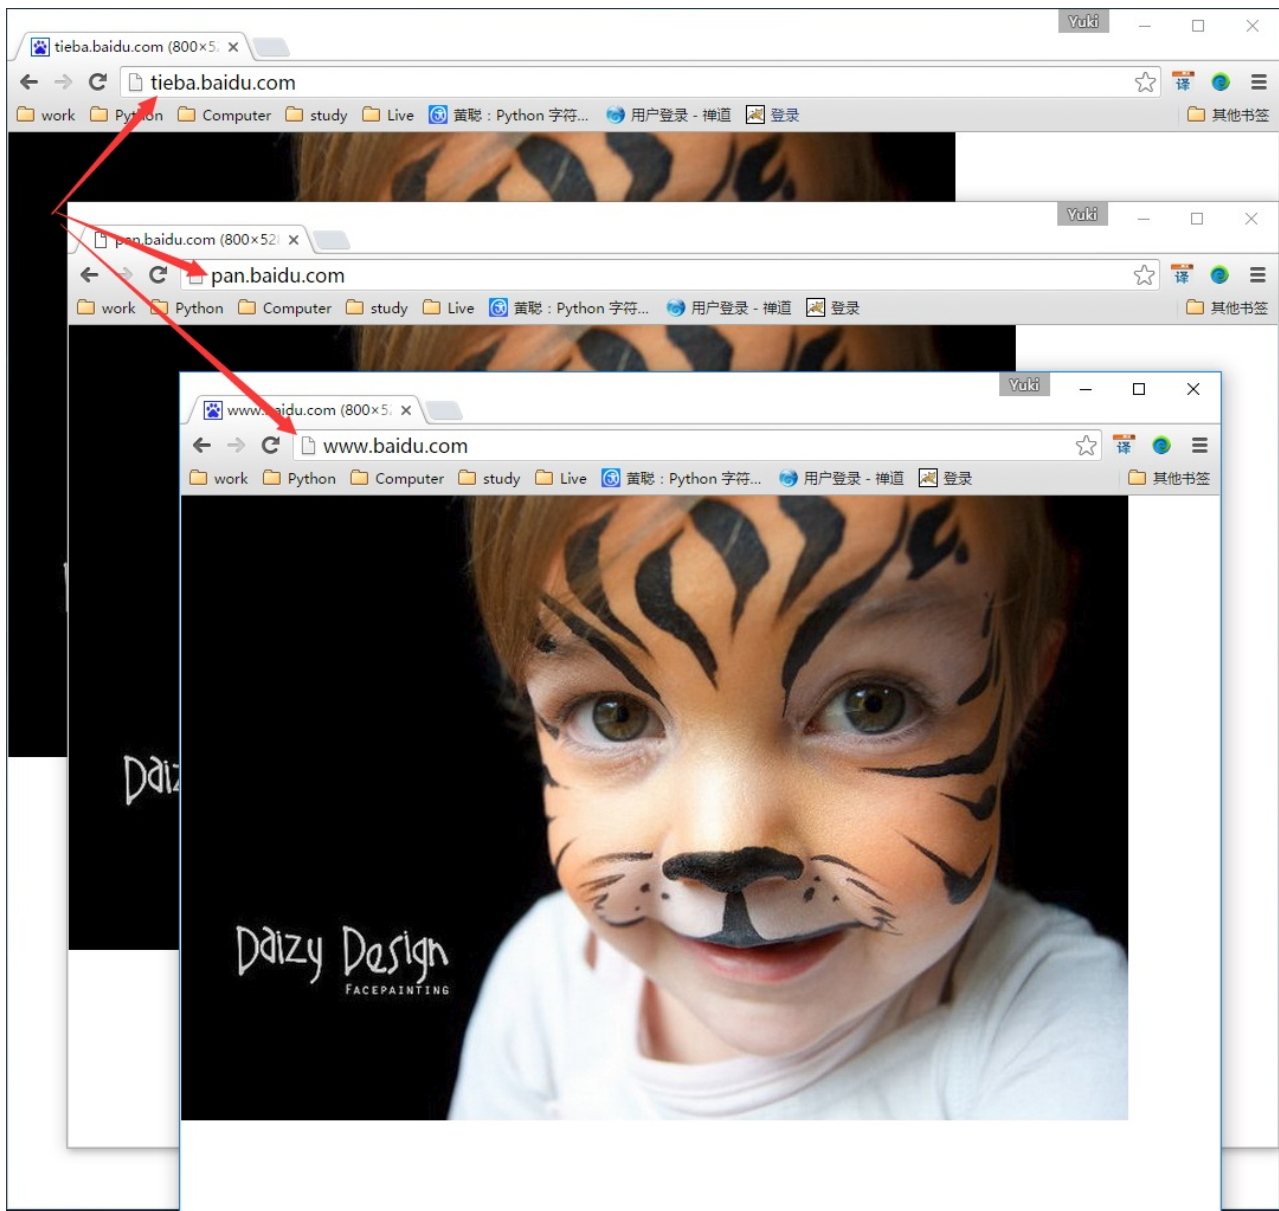 Yuki
tieba.baidu.com (800×5
tieba.baidu.com
work Python Computer study Live 黄聪：Python 字符... 用户登录 - 禅道 登录 其他书签
Yuki
pan.baidu.com (800×52
pan.baidu.com
work Python Computer study Live 黄聪：Python 字符... 用户登录 - 禅道 登录 其他书签
Yuki
www.baidu.com (800×5
www.baidu.com
work Python Computer study Live 黄聪：Python 字符... 用户登录 - 禅道 登录 其他书签
译
译
译
Daiz
Daizy Design
FACEPAINTING